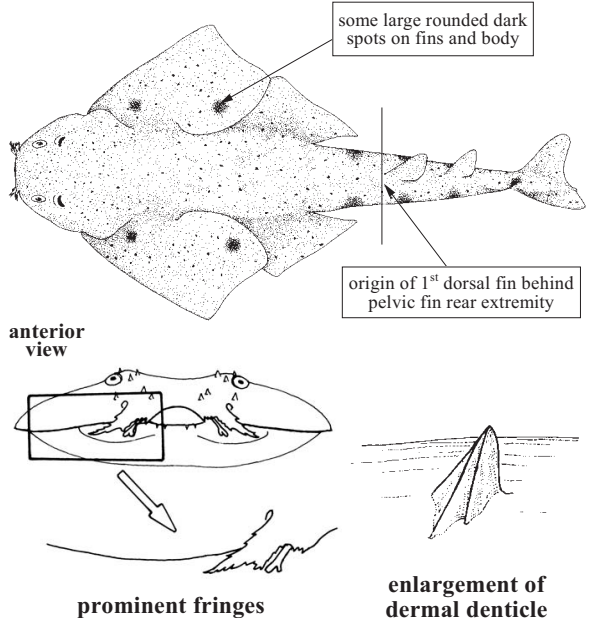 some large rounded dark
spots on fins and body
origin of 1st dorsal fin behind
pelvic fin rear extremity
anterior
view
prominent fringes
enlargement of
dermal denticle